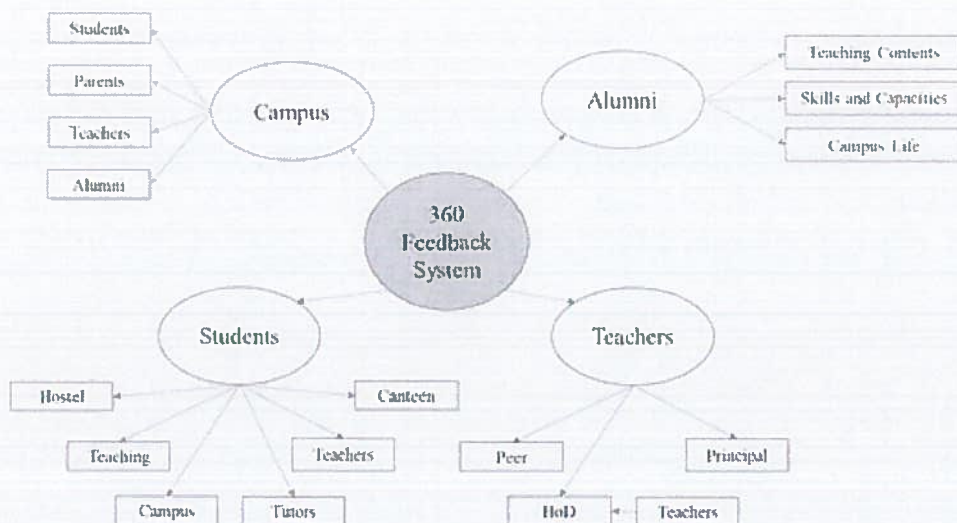 Students
Parents
Teachers
Alumni
Campus
Alumni
Teaching Contents
Skills and Capacities
Campus Life
360
Feedback
System
Students
Teachers
Hostel
Canteen
Teaching
Teachers
Campus
Tutors
Peer
Principal
HoD
Teachers